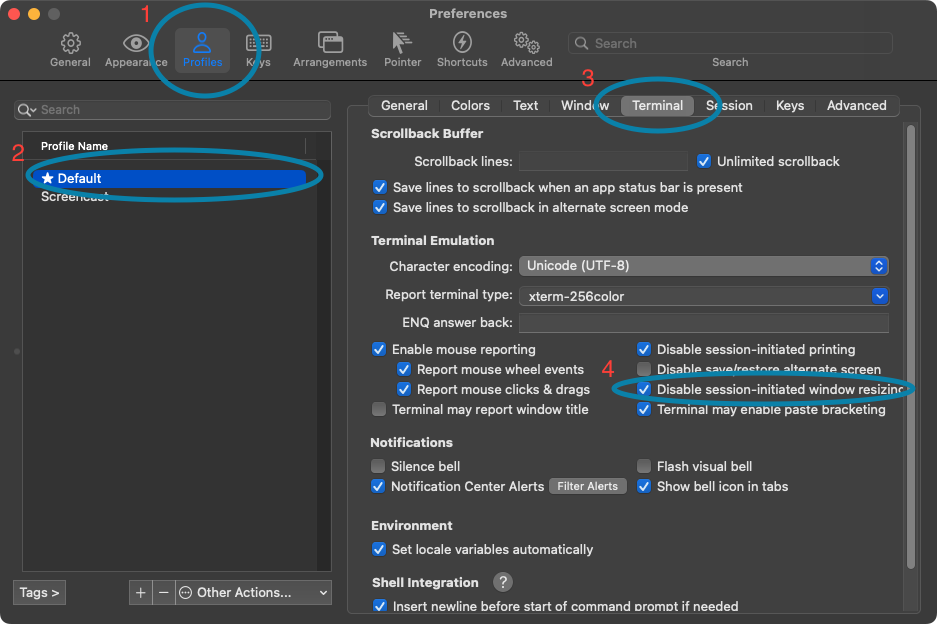 Preferences
1
General Appearance Profiles Keys Arrangements Pointer Shortcuts Advanced Search
Search
3
Search
General Colors Text Window Terminal Session Keys Advanced
2
Profile Name
Default
Screencast
Scrollback Buffer
Scrollback lines: Unlimited scrollback
Save lines to scrollback when an app status bar is present
Save lines to scrollback in alternate screen mode
Terminal Emulation
Character encoding: Unicode (UTF-8)
Report terminal type: xterm-256color
ENQ answer back:
Enable mouse reporting Disable session-initiated printing
4
Report mouse wheel events Disable save/restore alternate screen
Report mouse clicks & drags Disable session-initiated window resizing
Terminal may report window title Terminal may enable paste bracketing
Notifications
Silence bell Flash visual bell
Notification Center Alerts Filter Alerts Show bell icon in tabs
Environment
Set locale variables automatically
Shell Integration ?
Insert newline before start of command prompt if needed
Tags > + − Other Actions...